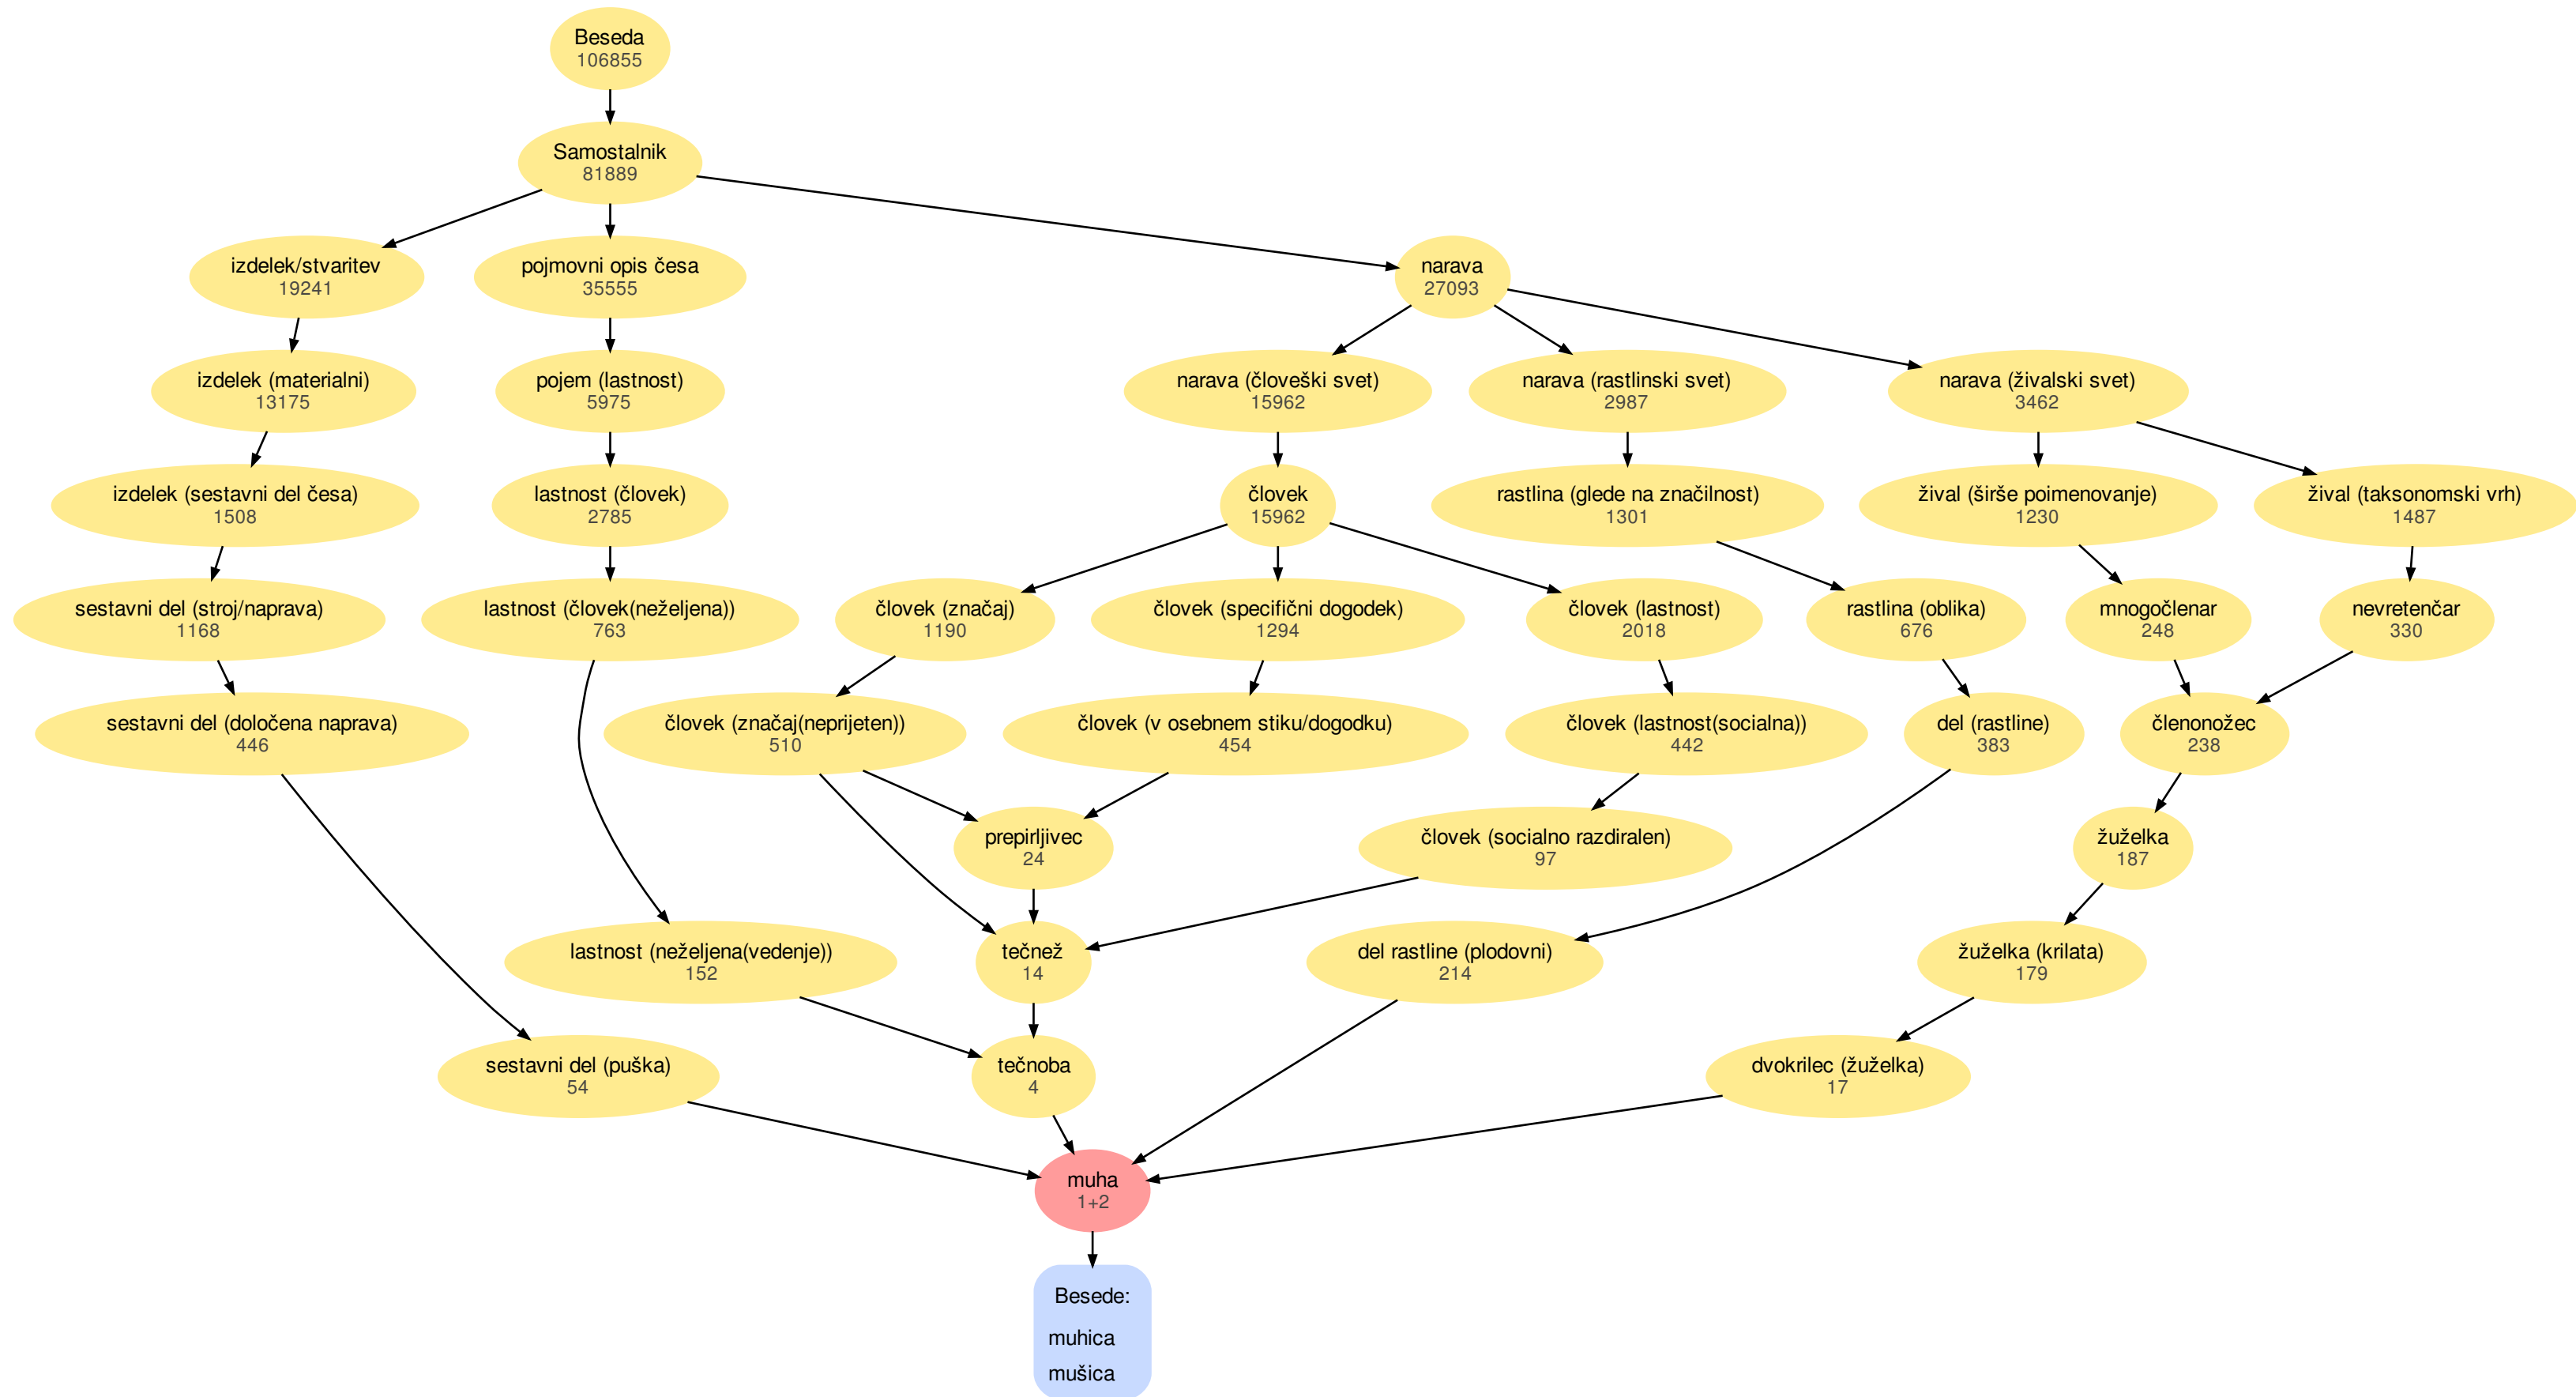 Beseda
106855
Samostalnik
81889
izdelek/stvaritev
19241
pojmovni opis česa
35555
narava
27093
izdelek (materialni)
13175
pojem (lastnost)
5975
narava (človeški svet)
15962
narava (rastlinski svet)
2987
narava (živalski svet)
3462
izdelek (sestavni del česa)
1508
lastnost (človek)
2785
človek
15962
rastlina (glede na značilnost)
1301
žival (širše poimenovanje)
1230
žival (taksonomski vrh)
1487
sestavni del (stroj/naprava)
1168
lastnost (človek(neželjena))
763
človek (značaj)
1190
človek (specifični dogodek)
1294
človek (lastnost)
2018
rastlina (oblika)
676
mnogočlenar
248
nevretenčar
330
sestavni del (določena naprava)
446
človek (značaj(neprijeten))
510
človek (v osebnem stiku/dogodku)
454
človek (lastnost(socialna))
442
del (rastline)
383
členonožec
238
prepirljivec
24
človek (socialno razdiralen)
97
žuželka
187
lastnost (neželjena(vedenje))
152
tečnež
14
del rastline (plodovni)
214
žuželka (krilata)
179
sestavni del (puška)
54
tečnoba
4
dvokrilec (žuželka)
17
muha
1+2
Besede:
muhica
mušica